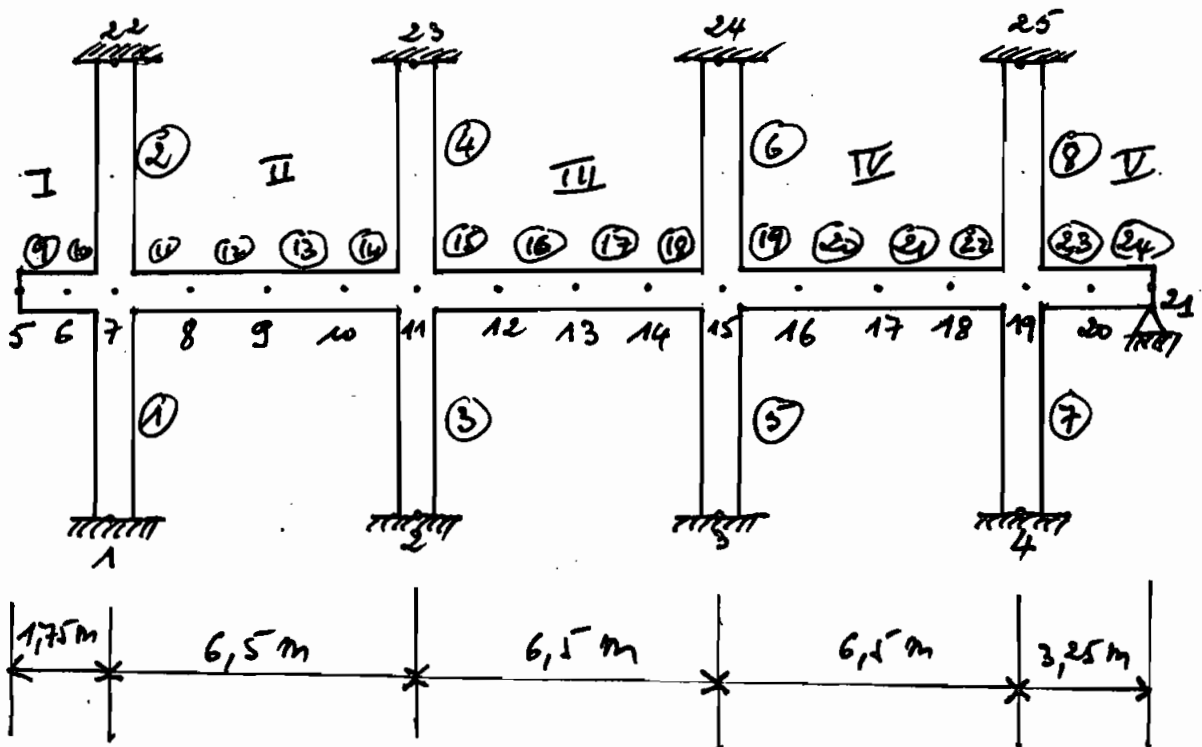 22 23 24 25
② ④ ⑥ ⑧
I II III IV V
⑨ ⑩ ⑪ ⑫ ⑬ ⑭ ⑮ ⑯ ⑰ ⑱ ⑲ ⑳ ㉑ ㉒ ㉓ ㉔
5 6 7 8 9 10 11 12 13 14 15 16 17 18 19 20 21
① ③ ⑤ ⑦
1 2 3 4
1,75m 6,5 m 6,5 m 6,5 m 3,25m